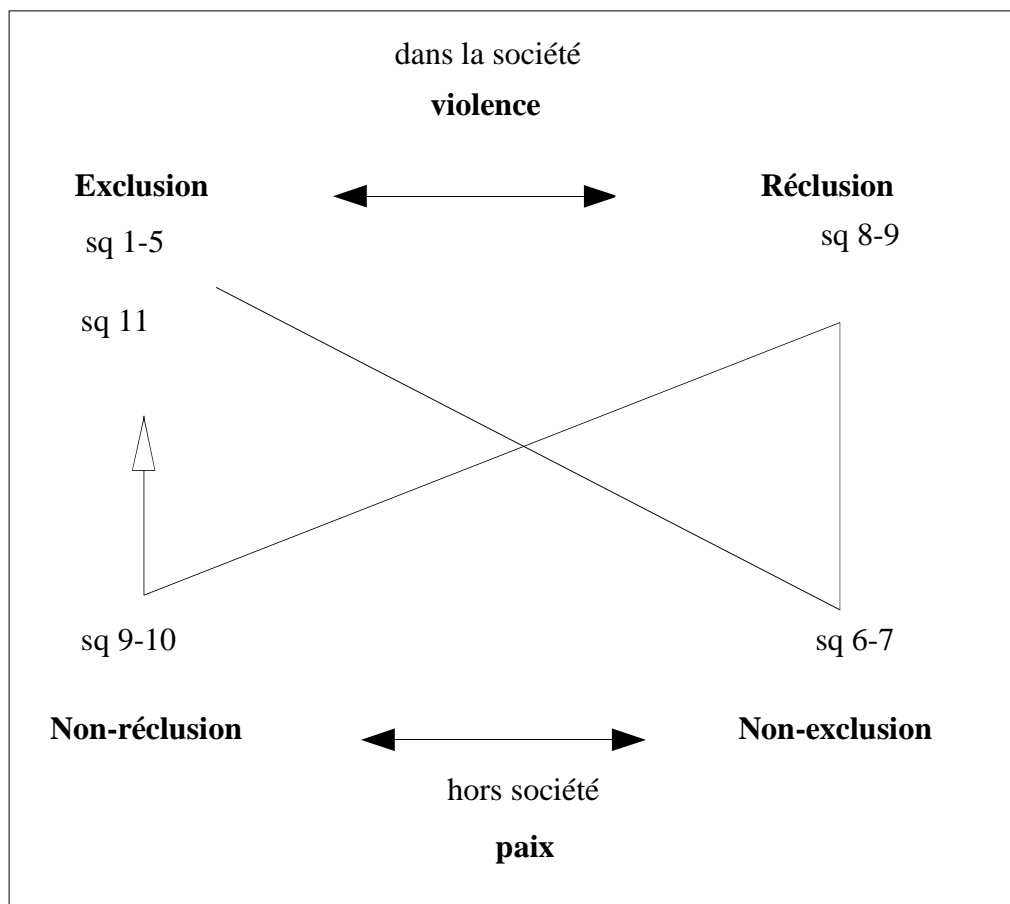 dans la société
violence
Exclusion
Réclusion
sq 1-5
sq 8-9
sq 11
sq 9-10
sq 6-7
Non-réclusion
Non-exclusion
hors société
paix